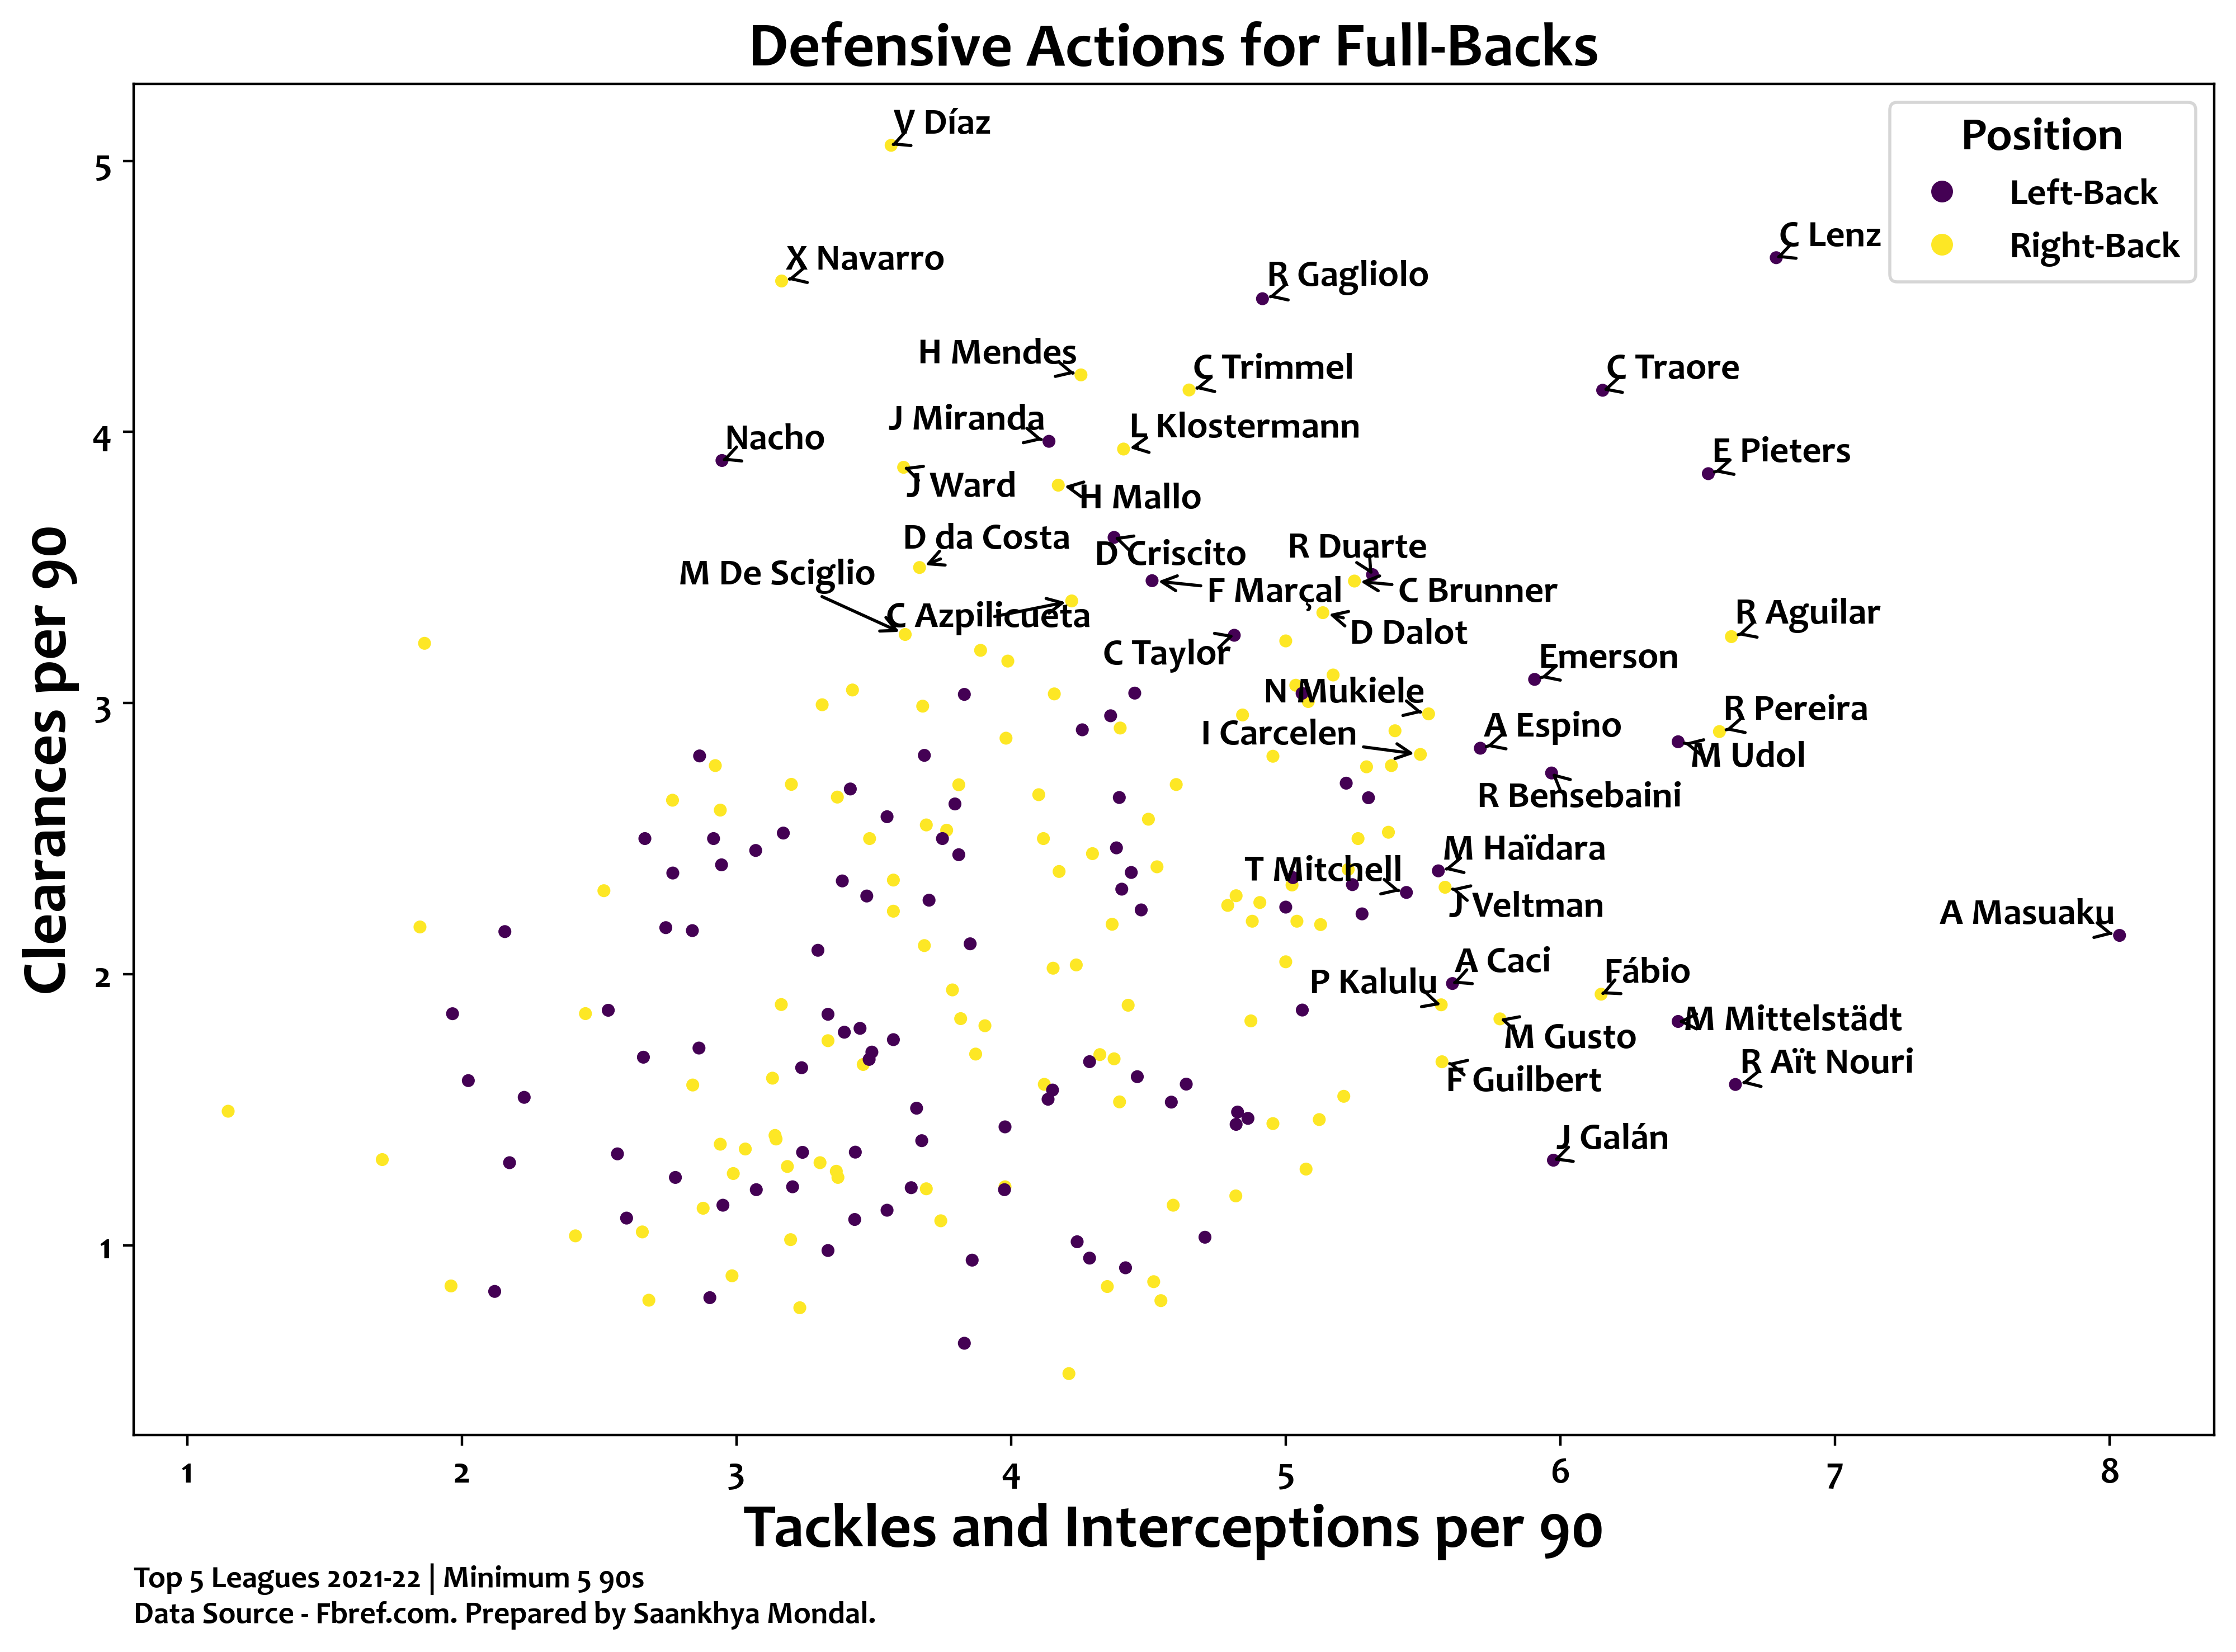 Defensive Actions for Full-Backs
V Díaz
Position
Left-Back
Right-Back
C Lenz
X Navarro
R Gagliolo
H Mendes
C Trimmel
C Traore
J Miranda
L Klostermann
Nacho
E Pieters
J Ward
H Mallo
D da Costa
D Criscito
R Duarte
M De Sciglio
F Marçal
C Brunner
C Azpilicueta
R Aguilar
D Dalot
C Taylor
Emerson
N Mukiele
R Pereira
I Carcelen
A Espino
M Udol
R Bensebaini
M Haïdara
T Mitchell
J Veltman
A Masuaku
A Caci
Fábio
P Kalulu
M Mittelstädt
M Gusto
R Aït Nouri
F Guilbert
J Galán
5
4
3
2
1
Clearances per 90
1 2 3 4 5 6 7 8
Tackles and Interceptions per 90
Top 5 Leagues 2021-22 | Minimum 5 90s
Data Source - Fbref.com. Prepared by Saankhya Mondal.